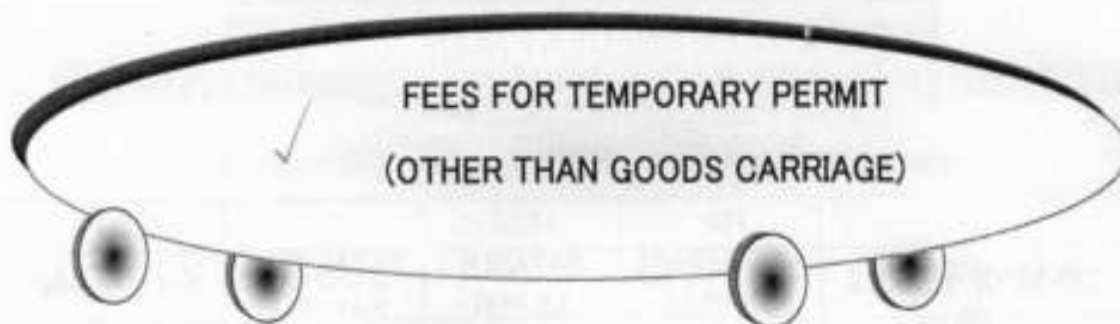 FEES FOR TEMPORARY PERMIT
(OTHER THAN GOODS CARRIAGE)